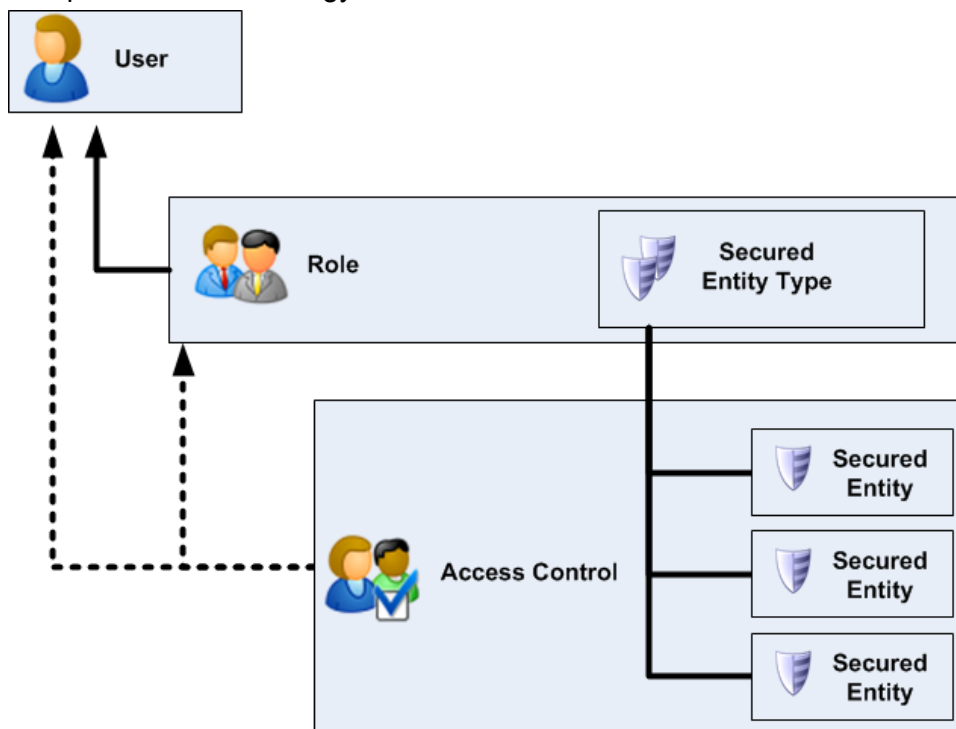 User
Role
Secured
Entity Type
Secured
Entity
Access Control
Secured
Entity
Secured
Entity